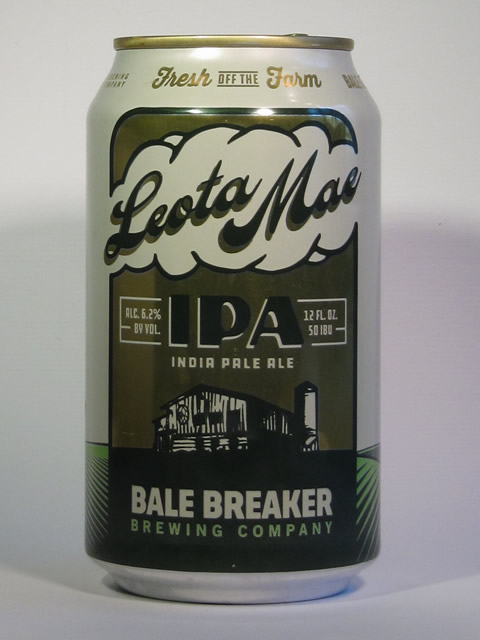 Fresh OFF THE Farm
Leota Mae
ALC. 6.2%
BY VOL.
IPA
12 FL. OZ.
50 IBU
INDIA PALE ALE
BALE BREAKER
BREWING COMPANY